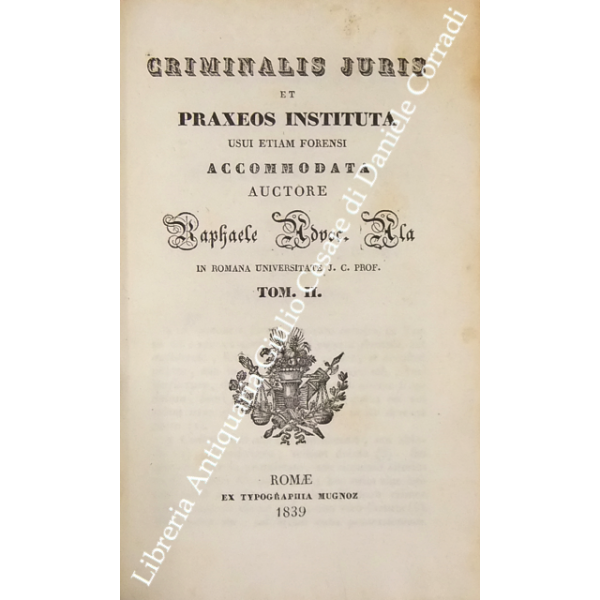 CRIMINALIS JURIS
ET
PRAXEOS INSTITUTA
USUI ETIAM FORENSI
ACCOMMODATA
AUCTORE
Raphaele Advoc. Ala
IN ROMANA UNIVERSITATE J. C. PROF.
TOM. II.
ROMÆ
EX TYPOGRAPHIA MUGNOZ
1839
Libreria Antiquaria Giulio Cesare di Daniele Corradi